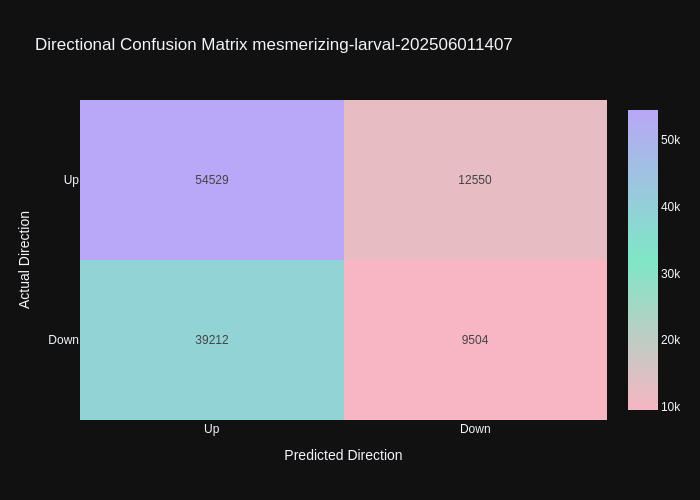 Directional Confusion Matrix mesmerizing-larval-202506011407
Up
54529
12550
Down
39212
9504
Up
Down
Predicted Direction
Actual Direction
50k
40k
30k
20k
10k